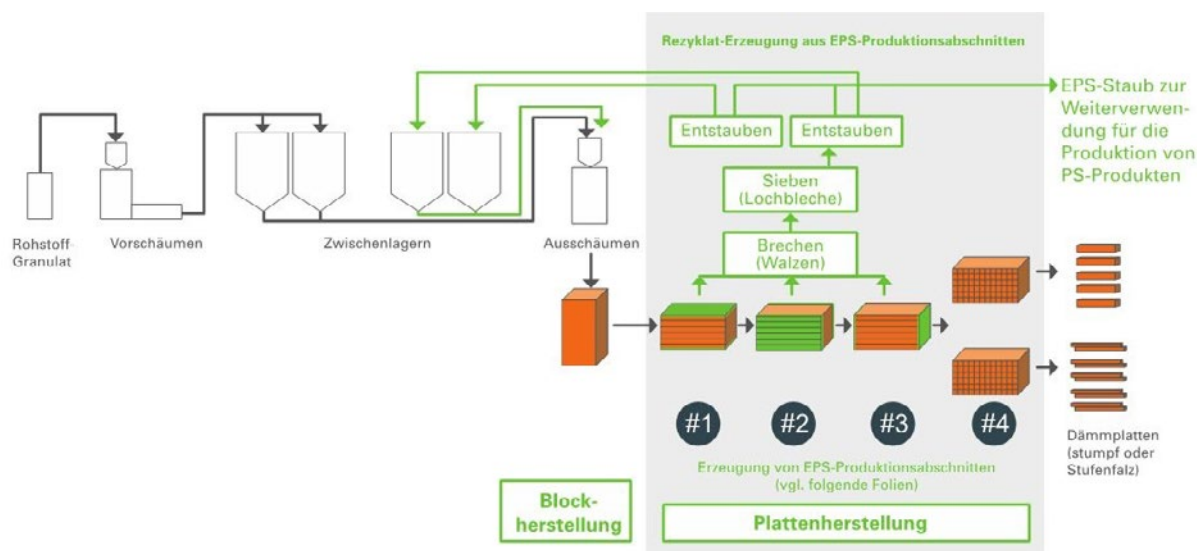 Rezyklat-Erzeugung aus EPS-Produktionsabschnitten
EPS-Staub zur
Weiterverwen-
dung für die
Produktion von
PS-Produkten
Entstauben
Entstauben
Sieben
(Lochbleche)
Brechen
(Walzen)
Rohstoff-
Granulat
Vorschäumen
Zwischenlagern
Ausschäumen
#1
#2
#3
#4
Dämmplatten
(stumpf oder
Stufenfalz)
Erzeugung von EPS-Produktionsabschnitten
(vgl. folgende Folien)
Block-
herstellung
Plattenherstellung